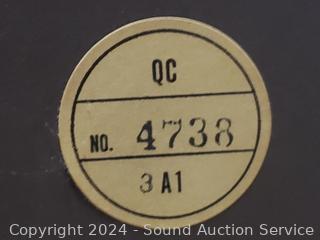 QC
NO. 4738
3 A1
Copyright 2024 - Sound Auction Service